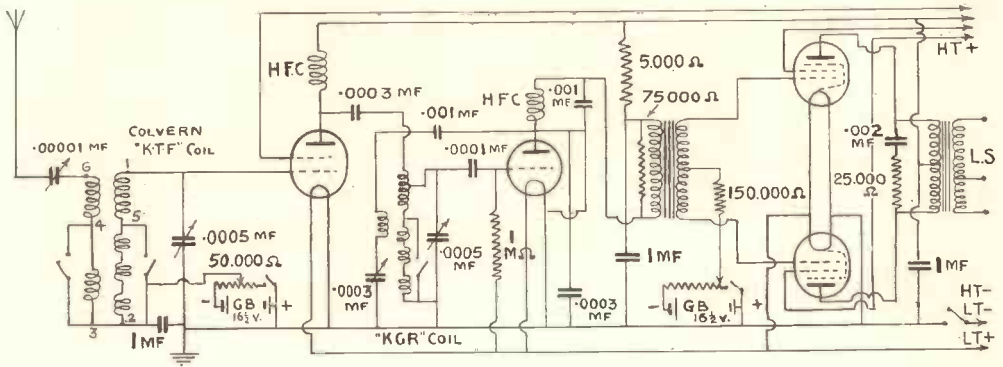 HT+
HFC
.0003 MF
.001 MF
HFC
.001 MF
5.000 Ω
75000 Ω
COLVERN
"KTF" COIL
.00001 MF
6
1
4
5
3
2
.0005 MF
50.000 Ω
- GB +
16½ V.
1 MF
.0001 MF
.0005 MF
.0003 MF
"KGR" COIL
1 MΩ
.0003 MF
1 MF
150.000 Ω
- GB +
16½ V.
.002 MF
25.000 Ω
L.S
1 MF
HT-
LT-
LT+